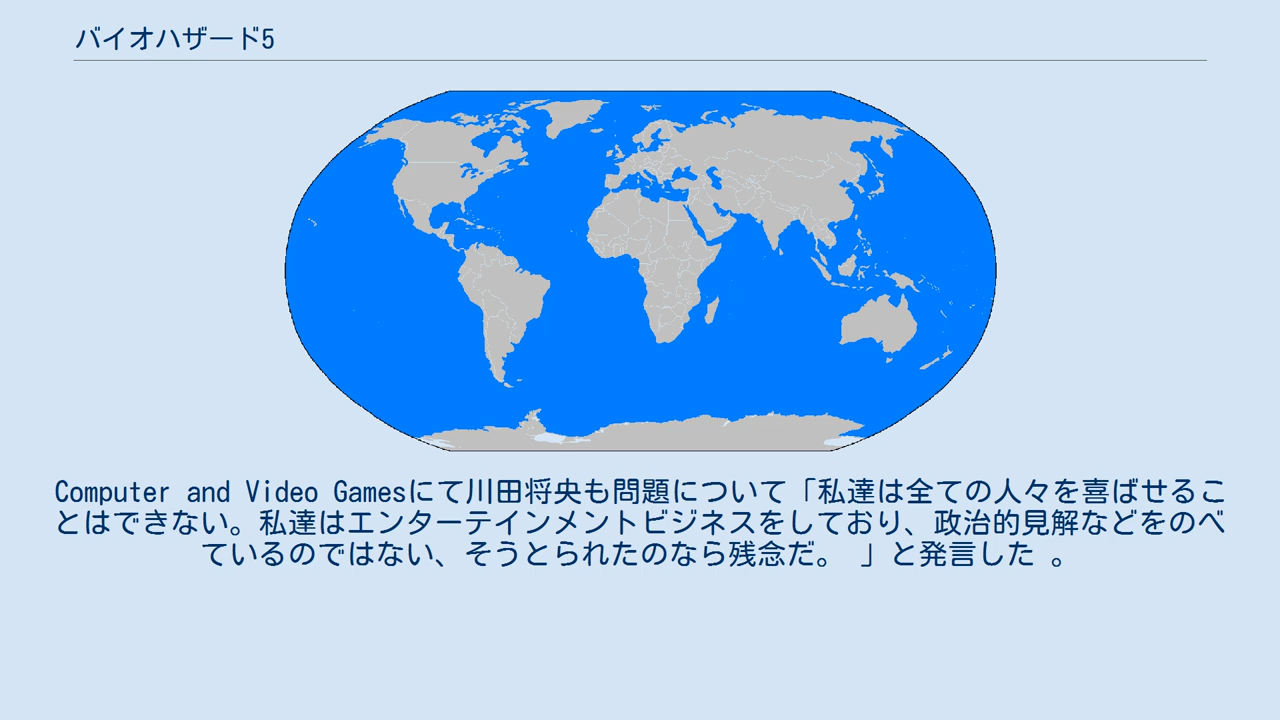 バイオハザード5
Computer and Video Gamesにて川田将央も問題について「私達は全ての人々を喜ばせるこ
とはできない。私達はエンターテインメントビジネスをしており、政治的見解などをのべ
ているのではない、そうとられたのなら残念だ。 」と発言した 。